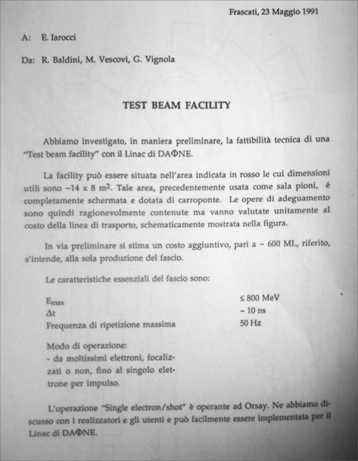 Frascati, 23 Maggio 1991
A: E. Iarocci
Da: R. Baldini, M. Vescovi, G. Vignola
TEST BEAM FACILITY
Abbiamo investigato, in maniera preliminare, la fattibilità tecnica di una
"Test beam facility" con il Linac di DAΦNE.
La facility può essere situata nell'area indicata in rosso le cui dimensioni
utili sono ~14 x 8 m². Tale area, precedentemente usata come sala pioni, é
completamente schermata e dotata di carroponte. Le opere di adeguamento
sono quindi ragionevolmente contenute ma vanno valutate unitamente al
costo della linea di trasporto, schematicamente mostrata nella figura.
In via preliminare si stima un costo aggiuntivo, pari a ~ 600 ML, riferito,
s'intende, alla sola produzione del fascio.
Le caratteristiche essenziali del fascio sono:
Emax ≤ 800 MeV
Δt ~ 10 ns
Frequenza di ripetizione massima 50 Hz
Modo di operazione:
- da moltissimi elettroni, focaliz-
zati o non, fino al singolo elet-
trone per impulso.
L'operazione "Single electron/shot" è operante ad Orsay. Ne abbiamo di-
scusso con i realizzatori e gli utenti e può facilmente essere implementata per il
Linac di DAΦNE.